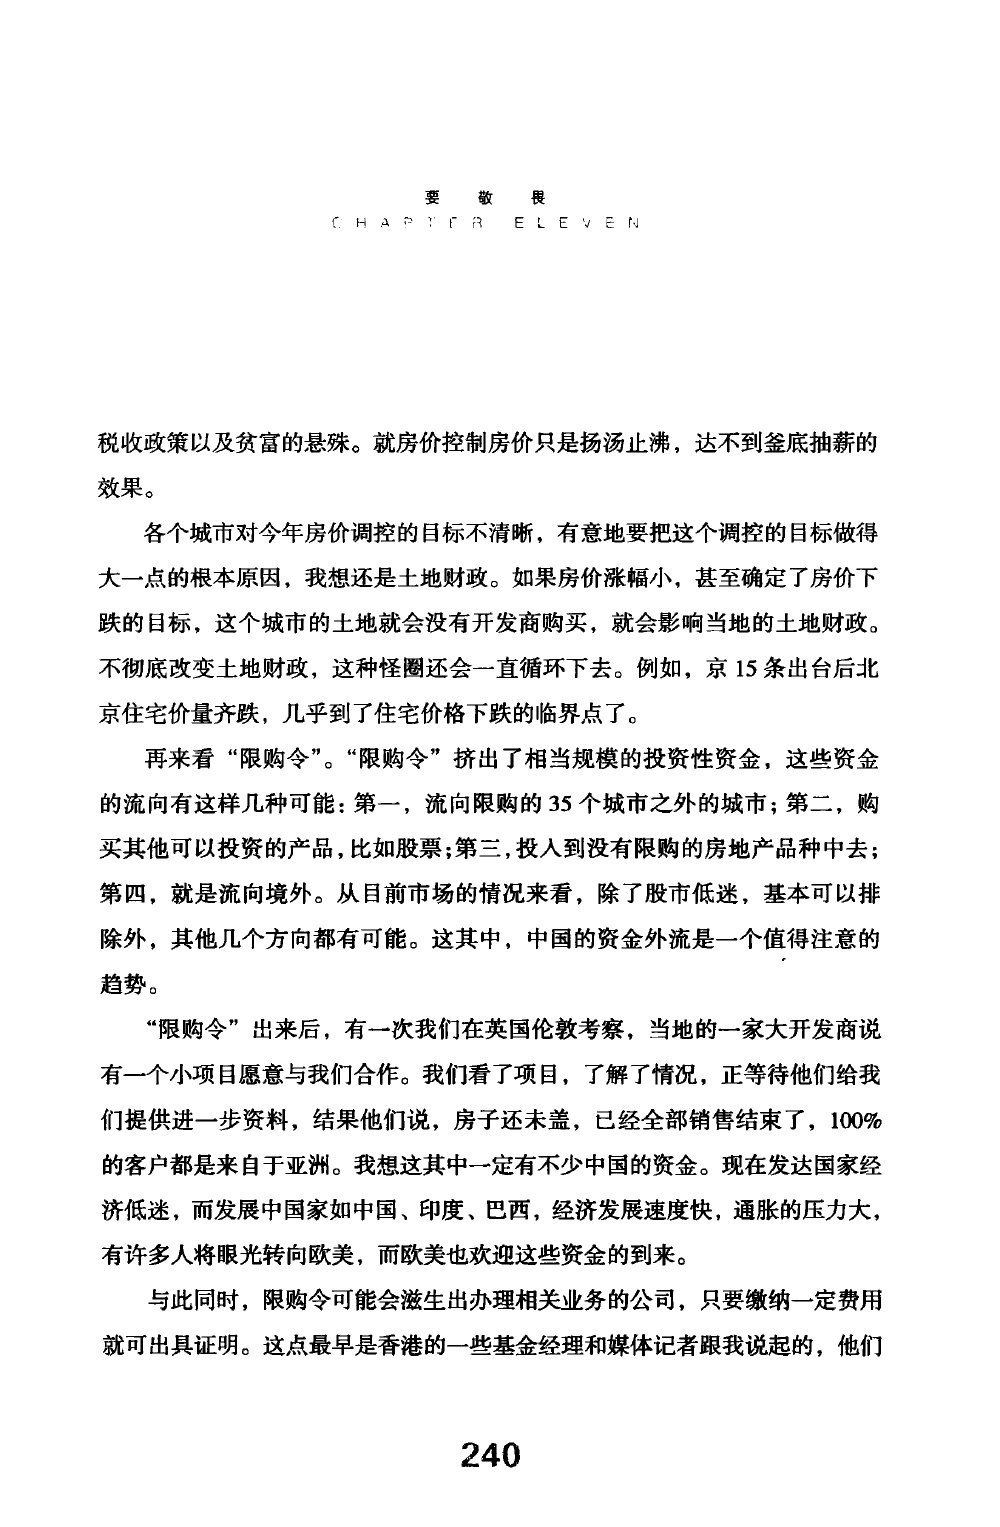 要敬畏
CHAPTER ELEVEN
税收政策以及贫富的悬殊。就房价控制房价只是扬汤止沸，达不到釜底抽薪的
效果。
各个城市对今年房价调控的目标不清晰，有意地要把这个调控的目标做得
大一点的根本原因，我想还是土地财政。如果房价涨幅小，甚至确定了房价下
跌的目标，这个城市的土地就会没有开发商购买，就会影响当地的土地财政。
不彻底改变土地财政，这种怪圈还会一直循环下去。例如，京 15 条出台后北
京住宅价量齐跌，几乎到了住宅价格下跌的临界点了。
再来看“限购令”。“限购令”挤出了相当规模的投资性资金，这些资金
的流向有这样几种可能：第一，流向限购的 35 个城市之外的城市；第二，购
买其他可以投资的产品，比如股票；第三，投入到没有限购的房地产品种中去；
第四，就是流向境外。从目前市场的情况来看，除了股市低迷，基本可以排
除外，其他几个方向都有可能。这其中，中国的资金外流是一个值得注意的
趋势。
“限购令”出来后，有一次我们在英国伦敦考察，当地的一家大开发商说
有一个小项目愿意与我们合作。我们看了项目，了解了情况，正等待他们给我
们提供进一步资料，结果他们说，房子还未盖，已经全部销售结束了，100%
的客户都是来自于亚洲。我想这其中一定有不少中国的资金。现在发达国家经
济低迷，而发展中国家如中国、印度、巴西，经济发展速度快，通胀的压力大，
有许多人将眼光转向欧美，而欧美也欢迎这些资金的到来。
与此同时，限购令可能会滋生出办理相关业务的公司，只要缴纳一定费用
就可出具证明。这点最早是香港的一些基金经理和媒体记者跟我说起的，他们
240